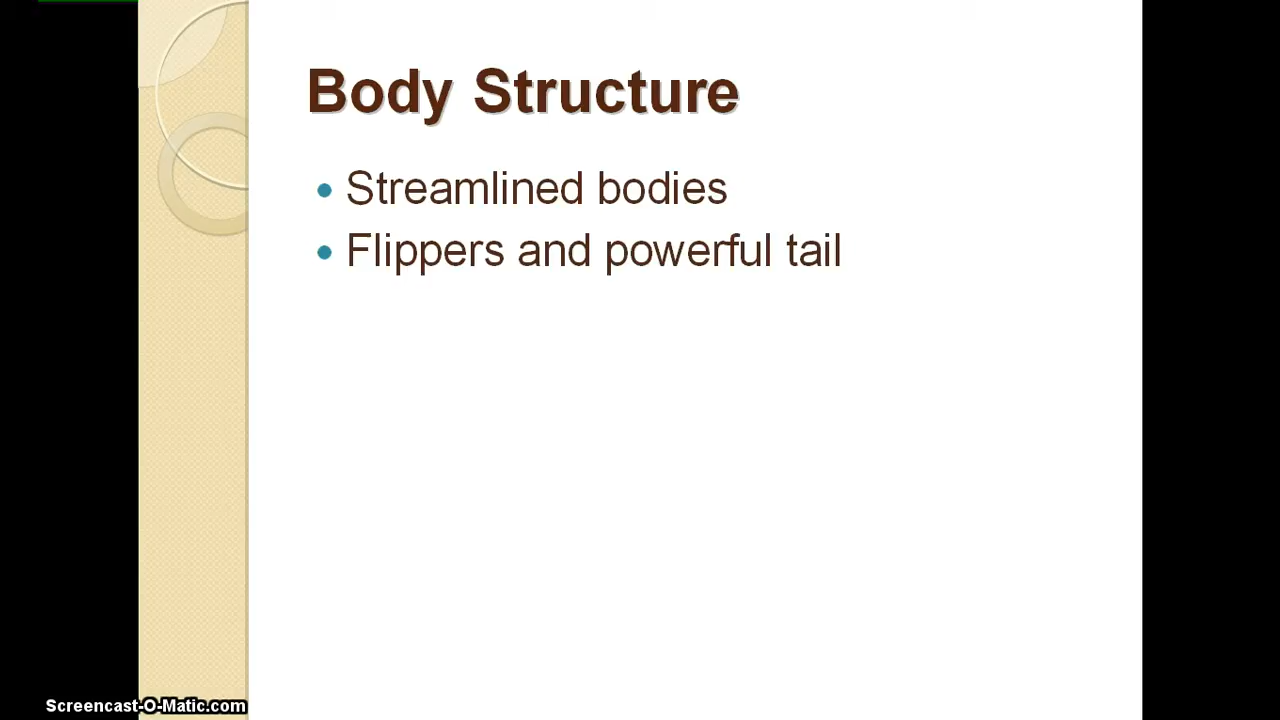 Body Structure
Streamlined bodies
Flippers and powerful tail
Screencast-O-Matic.com